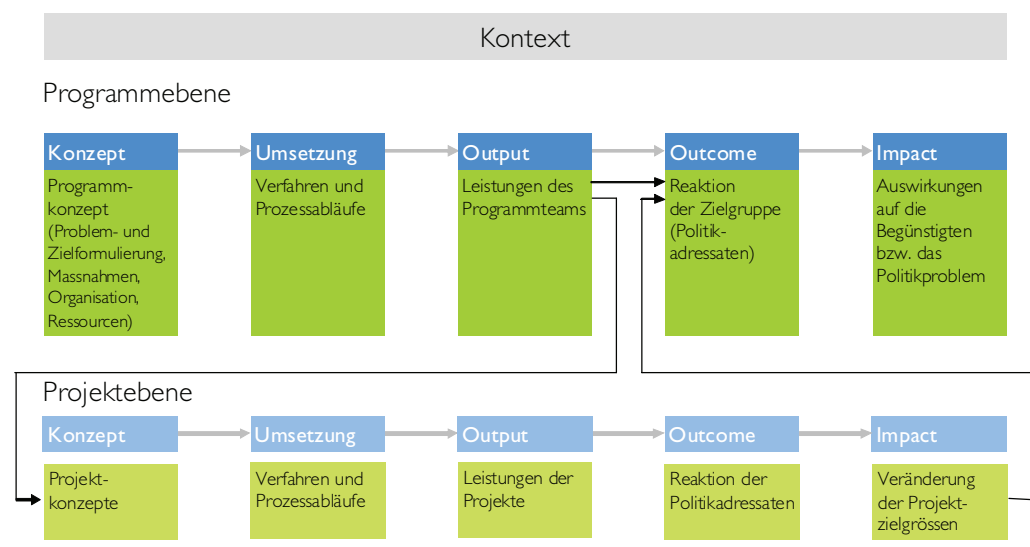 Kontext
Programmebene
Konzept
Umsetzung
Output
Outcome
Impact
Programm-
konzept
(Problem- und
Zielformulierung,
Massnahmen,
Organisation,
Ressourcen)
Verfahren und
Prozessabläufe
Leistungen des
Programmteams
Reaktion
der Zielgruppe
(Politik-
adressaten)
Auswirkungen
auf die
Begünstigten
bzw. das
Politikproblem
Projektebene
Konzept
Umsetzung
Output
Outcome
Impact
Projekt-
konzepte
Verfahren und
Prozessabläufe
Leistungen der
Projekte
Reaktion der
Politikadressaten
Veränderung
der Projekt-
zielgrössen